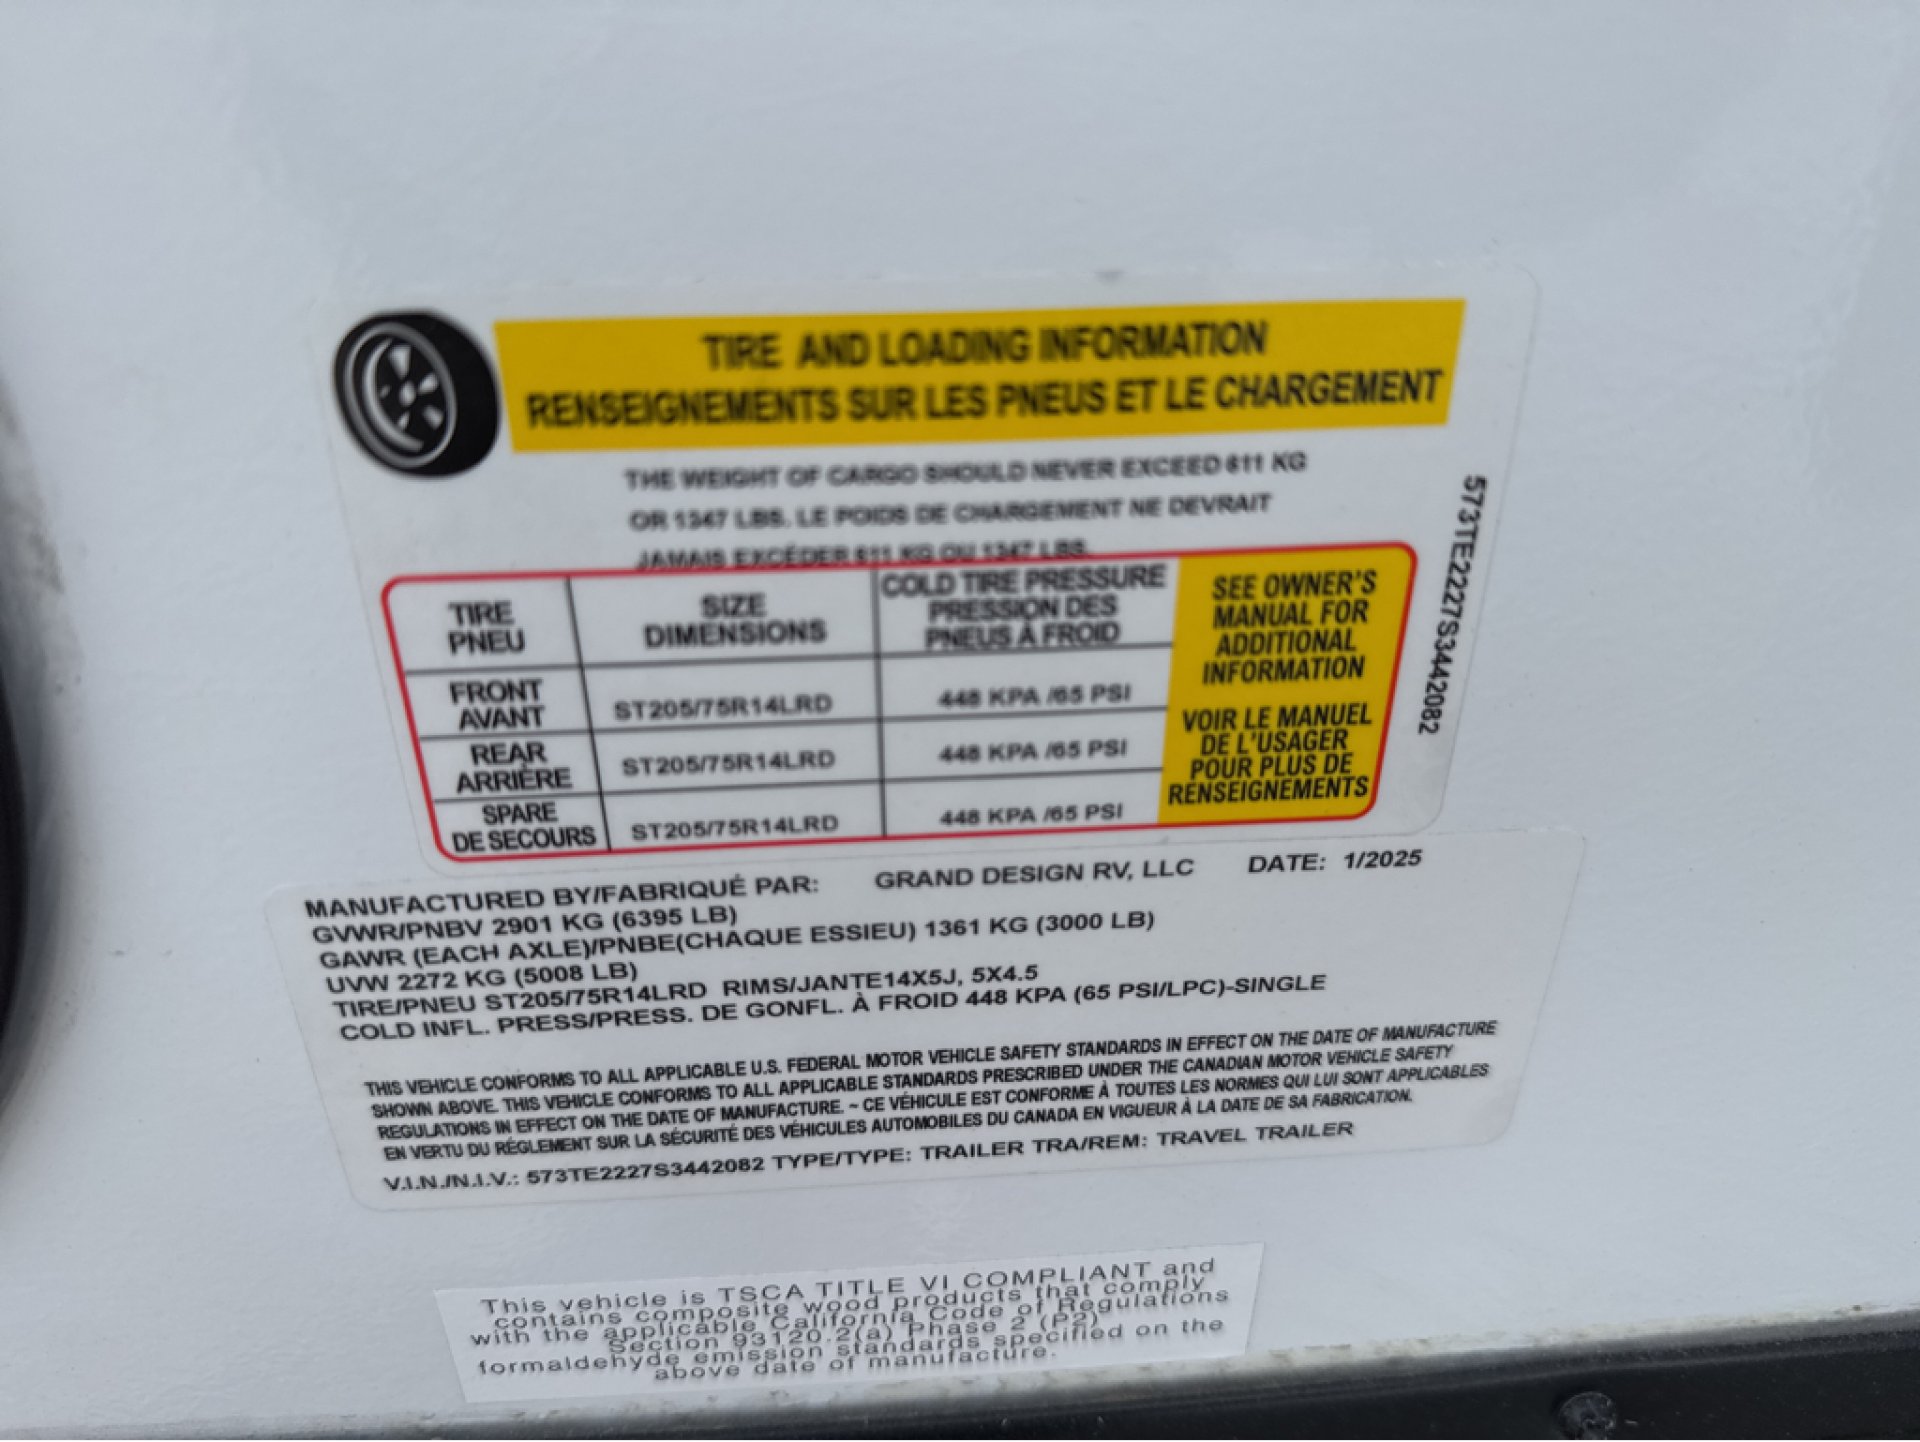 TIRE AND LOADING INFORMATION
RENSEIGNEMENTS SUR LES PNEUS ET LE CHARGEMENT
THE WEIGHT OF CARGO SHOULD NEVER EXCEED 611 KG
OR 1347 LBS. LE POIDS DE CHARGEMENT NE DEVRAIT
JAMAIS EXCÉDER 611 KG OU 1347 LBS.
TIRE
PNEU
SIZE
DIMENSIONS
COLD TIRE PRESSURE
PRESSION DES
PNEUS À FROID
FRONT
AVANT
ST205/75R14LRD
448 KPA /65 PSI
REAR
ARRIÈRE
ST205/75R14LRD
448 KPA /65 PSI
SPARE
DE SECOURS
ST205/75R14LRD
448 KPA /65 PSI
SEE OWNER'S
MANUAL FOR
ADDITIONAL
INFORMATION
VOIR LE MANUEL
DE L'USAGER
POUR PLUS DE
RENSEIGNEMENTS
573TE2227S3442082
MANUFACTURED BY/FABRIQUÉ PAR: GRAND DESIGN RV, LLC DATE: 1/2025
GVWR/PNBV 2901 KG (6395 LB)
GAWR (EACH AXLE)/PNBE(CHAQUE ESSIEU) 1361 KG (3000 LB)
UVW 2272 KG (5008 LB)
TIRE/PNEU ST205/75R14LRD RIMS/JANTE14X5J, 5X4.5
COLD INFL. PRESS/PRESS. DE GONFL. À FROID 448 KPA (65 PSI/LPC)-SINGLE
THIS VEHICLE CONFORMS TO ALL APPLICABLE U.S. FEDERAL MOTOR VEHICLE SAFETY STANDARDS IN EFFECT ON THE DATE OF MANUFACTURE
SHOWN ABOVE. THIS VEHICLE CONFORMS TO ALL APPLICABLE STANDARDS PRESCRIBED UNDER THE CANADIAN MOTOR VEHICLE SAFETY
REGULATIONS IN EFFECT ON THE DATE OF MANUFACTURE. ~ CE VÉHICULE EST CONFORME À TOUTES LES NORMES QUI LUI SONT APPLICABLES
EN VERTU DU RÉGLEMENT SUR LA SÉCURITÉ DES VÉHICULES AUTOMOBILES DU CANADA EN VIGUEUR À LA DATE DE SA FABRICATION.
V.I.N./N.I.V.: 573TE2227S3442082 TYPE/TYPE: TRAILER TRA/REM: TRAVEL TRAILER
This vehicle is TSCA TITLE VI COMPLIANT and
contains composite wood products that comply
with the applicable California Code of Regulations
Section 93120.2(a) Phase 2 (P2)
formaldehyde emission standards specified on the
above date of manufacture.